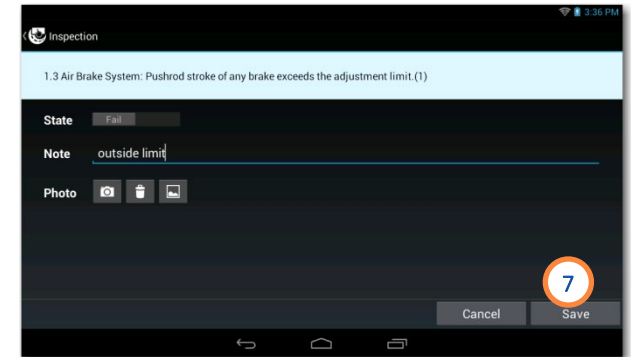 3:36 PM
Inspection
1.3 Air Brake System: Pushrod stroke of any brake exceeds the adjustment limit.(1)
State Fail
Note outside limit
Photo
7
Cancel Save